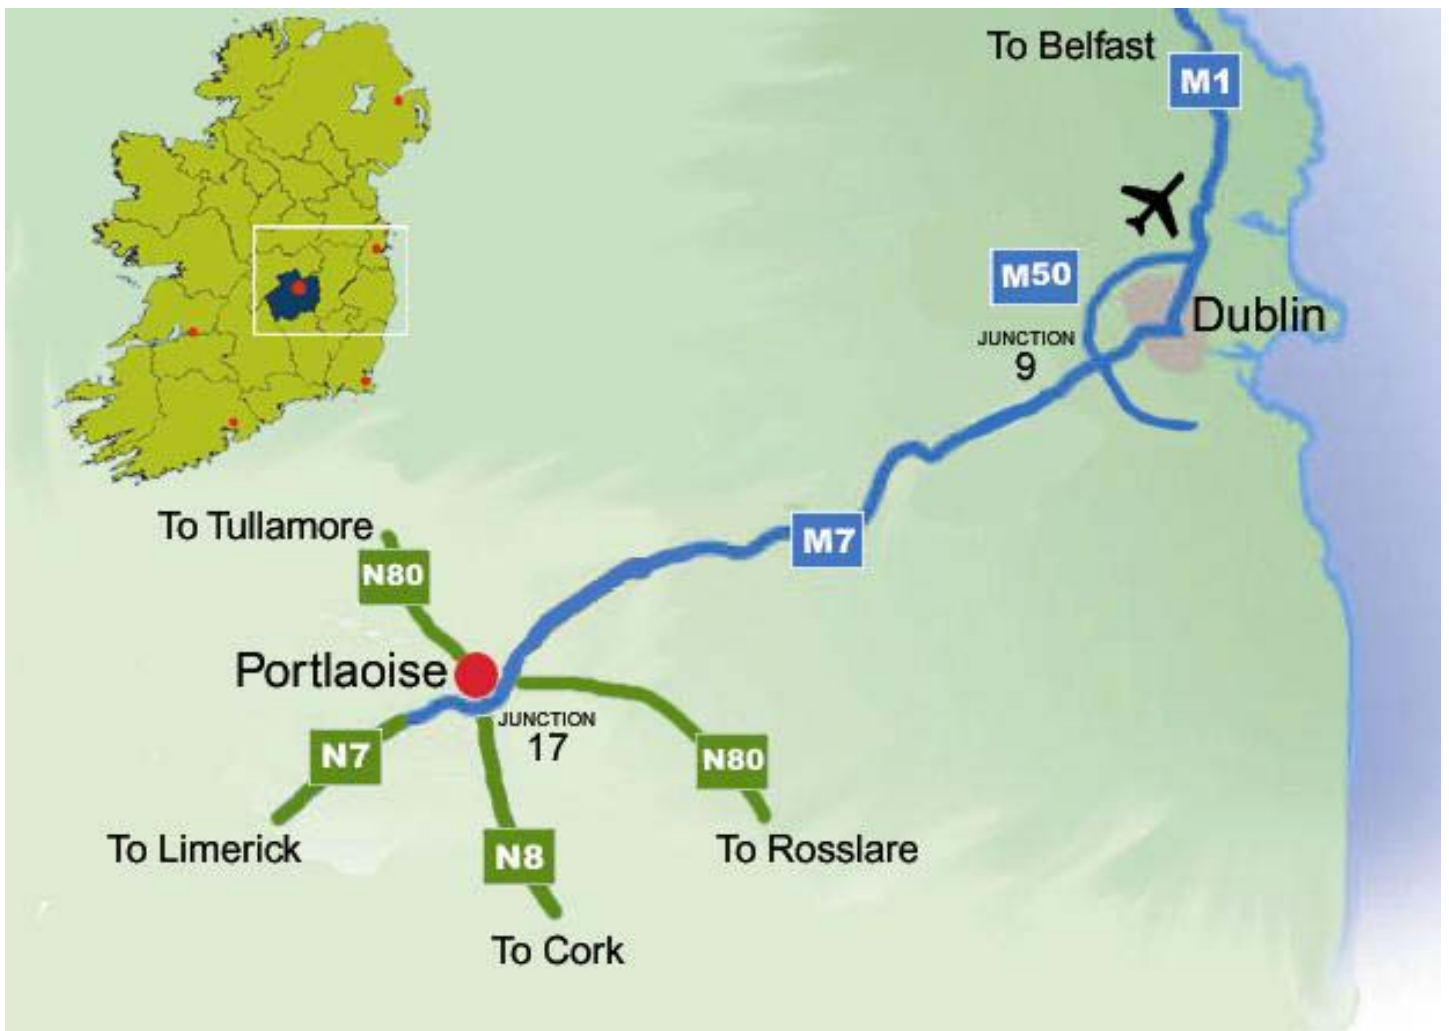 To Belfast
M1
M50
Dublin
JUNCTION
9
To Tullamore
M7
N80
Portlaoise
JUNCTION
17
N7
N80
To Limerick
N8
To Rosslare
To Cork